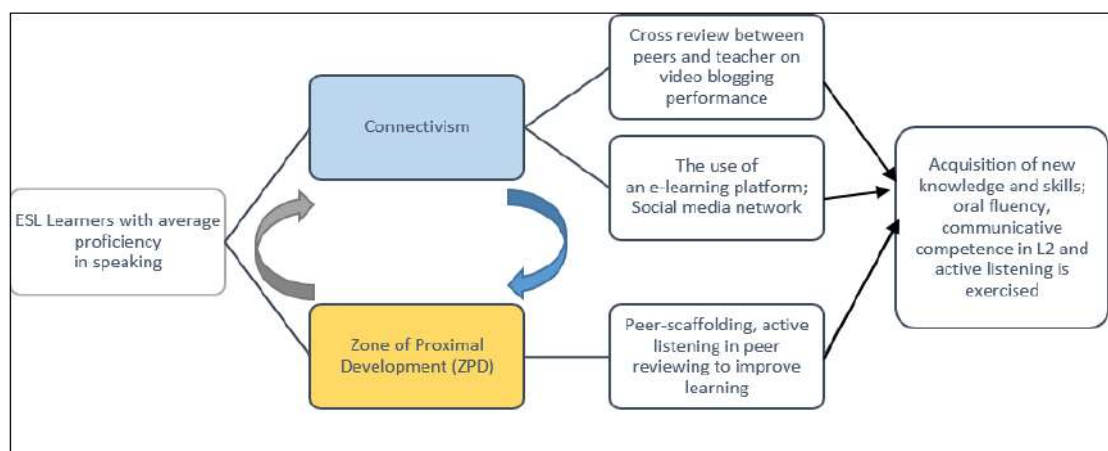 ESL Learners with average
proficiency
in speaking
Connectivism
Zone of Proximal
Development (ZPD)
Cross review between
peers and teacher on
video blogging
performance
The use of
an e-learning platform;
Social media network
Peer-scaffolding, active
listening in peer
reviewing to improve
learning
Acquisition of new
knowledge and skills;
oral fluency,
communicative
competence in L2 and
active listening is
exercised